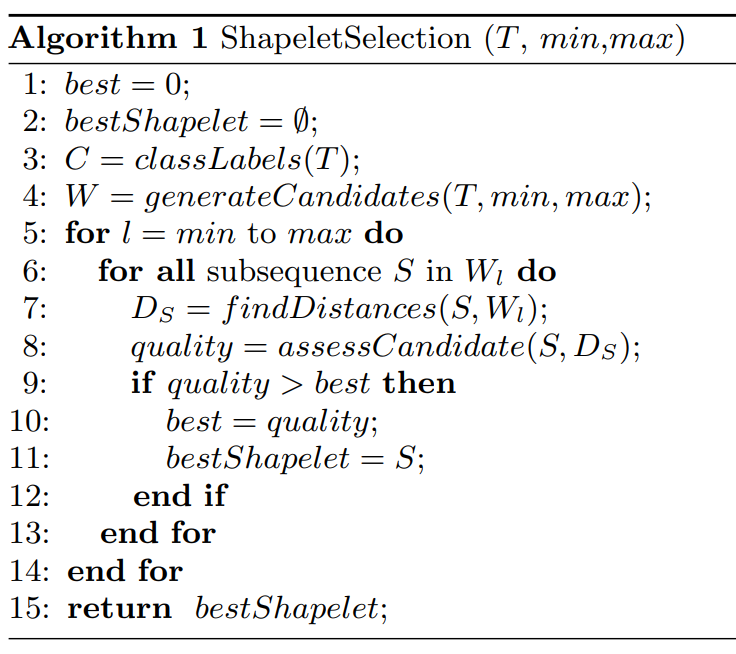 Algorithm 1 ShapeletSelection (T, min,max)
1: best = 0;
2: bestShapelet = ∅;
3: C = classLabels(T);
4: W = generateCandidates(T, min, max);
5: for l = min to max do
6: for all subsequence S in W_l do
7: D_S = findDistances(S, W_l);
8: quality = assessCandidate(S, D_S);
9: if quality > best then
10: best = quality;
11: bestShapelet = S;
12: end if
13: end for
14: end for
15: return bestShapelet;